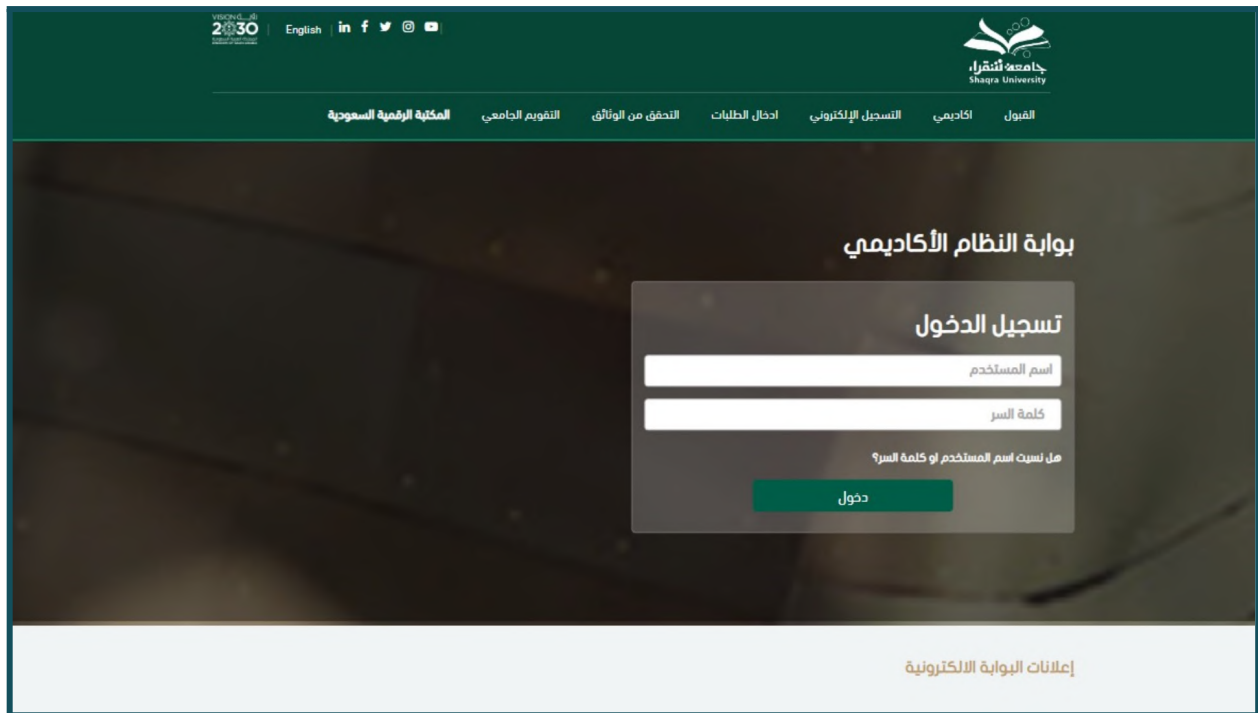 جامعة شقراء
Shaqra University
VISION رؤيـــة
2030
English
القبول
اكاديمي
التسجيل الإلكتروني
ادخال الطلبات
التحقق من الوثائق
التقويم الجامعي
المكتبة الرقمية السعودية
بوابة النظام الأكاديمي
تسجيل الدخول
اسم المستخدم
كلمة السر
هل نسيت اسم المستخدم او كلمة السر؟
دخول
إعلانات البوابة الالكترونية